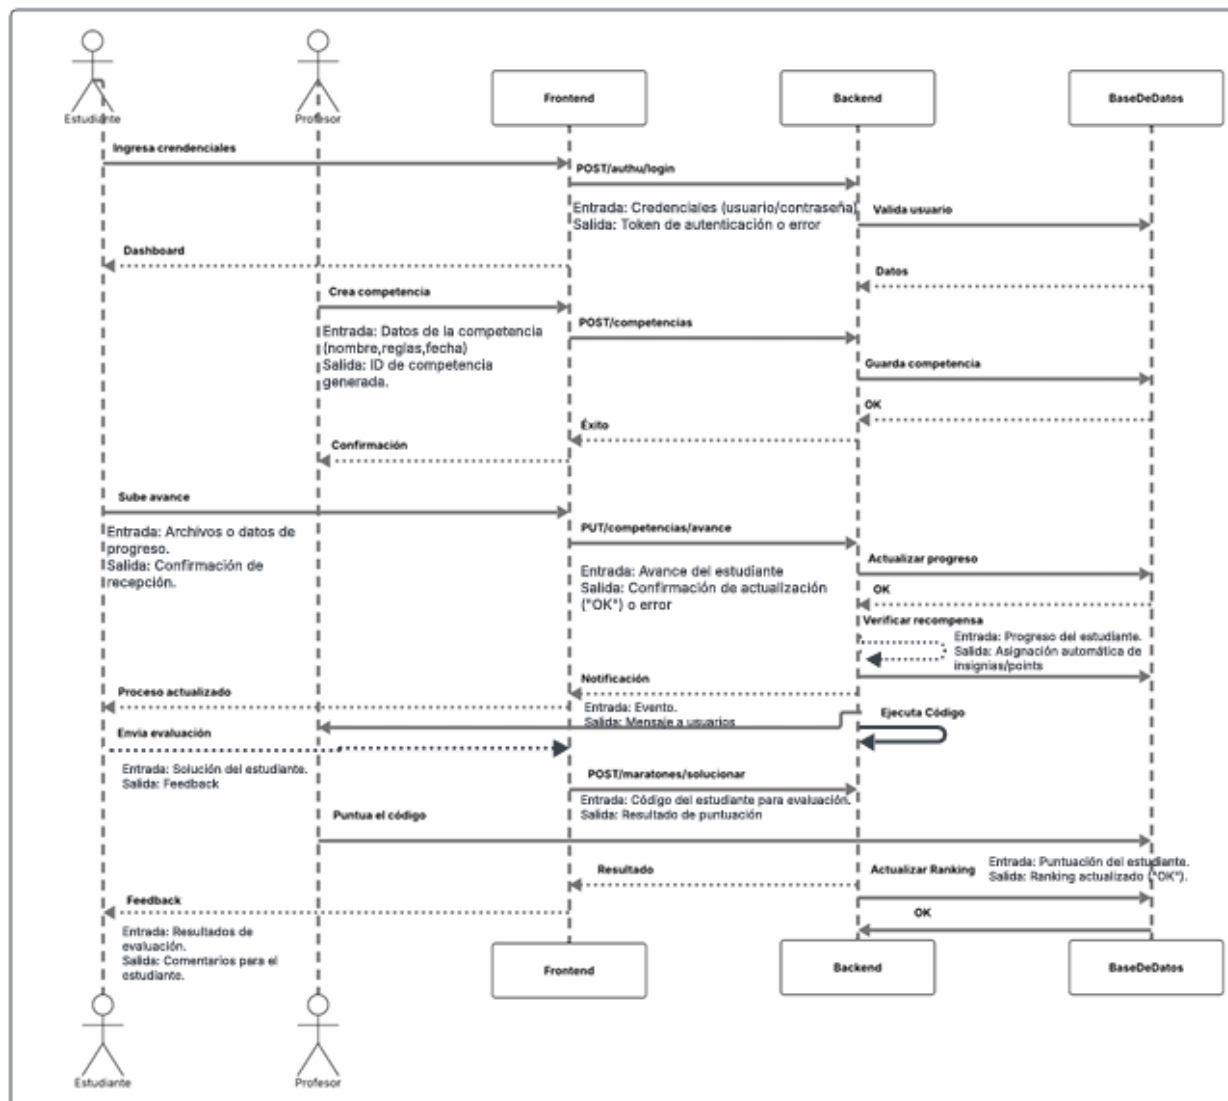 Estudiante
Profesor
Frontend
Backend
BaseDeDatos
Ingresa crendenciales
POST/authu/login
Entrada: Credenciales (usuario/contraseña)
Salida: Token de autenticación o error
Valida usuario
Dashboard
Datos
Crea competencia
Entrada: Datos de la competencia
(nombre,reglas,fecha)
Salida: ID de competencia
generada.
POST/competencias
Guarda competencia
OK
Éxito
Confirmación
Sube avance
Entrada: Archivos o datos de
progreso.
Salida: Confirmación de
recepción.
PUT/competencias/avance
Entrada: Avance del estudiante
Salida: Confirmación de actualización
("OK") o error
Actualizar progreso
OK
Verificar recompensa
Entrada: Progreso del estudiante.
Salida: Asignación automática de
insignias/points
Notificación
Proceso actualizado
Entrada: Evento.
Salida: Mensaje a usuarios
Ejecuta Código
Envia evaluación
Entrada: Solución del estudiante.
Salida: Feedback
POST/maratones/solucionar
Entrada: Código del estudiante para evaluación.
Salida: Resultado de puntuación
Puntua el código
Resultado
Actualizar Ranking
Entrada: Puntuación del estudiante.
Salida: Ranking actualizado ("OK").
Feedback
OK
Entrada: Resultados de
evaluación.
Salida: Comentarios para el
estudiante.
Frontend
Backend
BaseDeDatos
Estudiante
Profesor